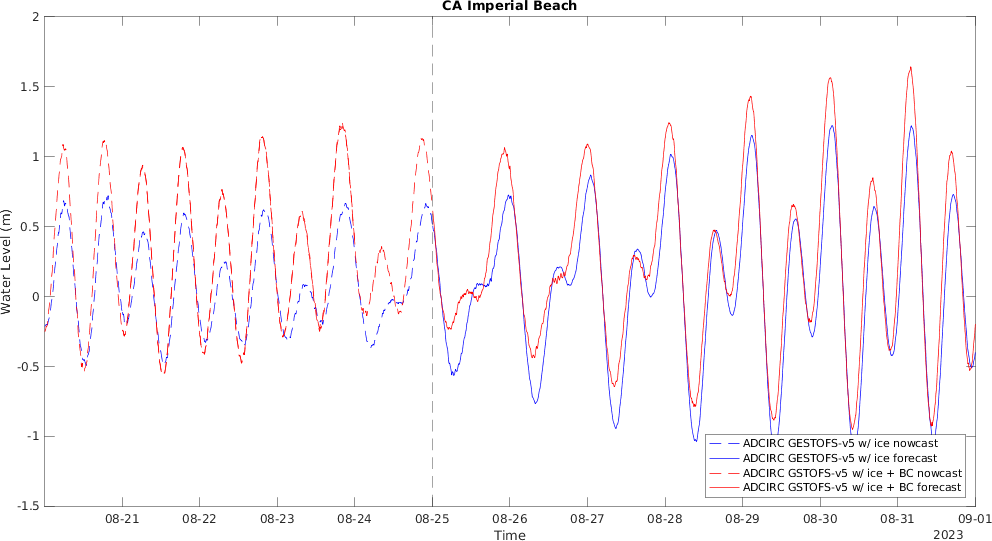 CA Imperial Beach
2
1.5
1
0.5
0
-0.5
-1
-1.5
Water Level (m)
08-21 08-22 08-23 08-24 08-25 08-26 08-27 08-28 08-29 08-30 08-31 09-01
Time
2023
ADCIRC GESTOFS-v5 w/ ice nowcast
ADCIRC GESTOFS-v5 w/ ice forecast
ADCIRC GSTOFS-v5 w/ ice + BC nowcast
ADCIRC GSTOFS-v5 w/ ice + BC forecast